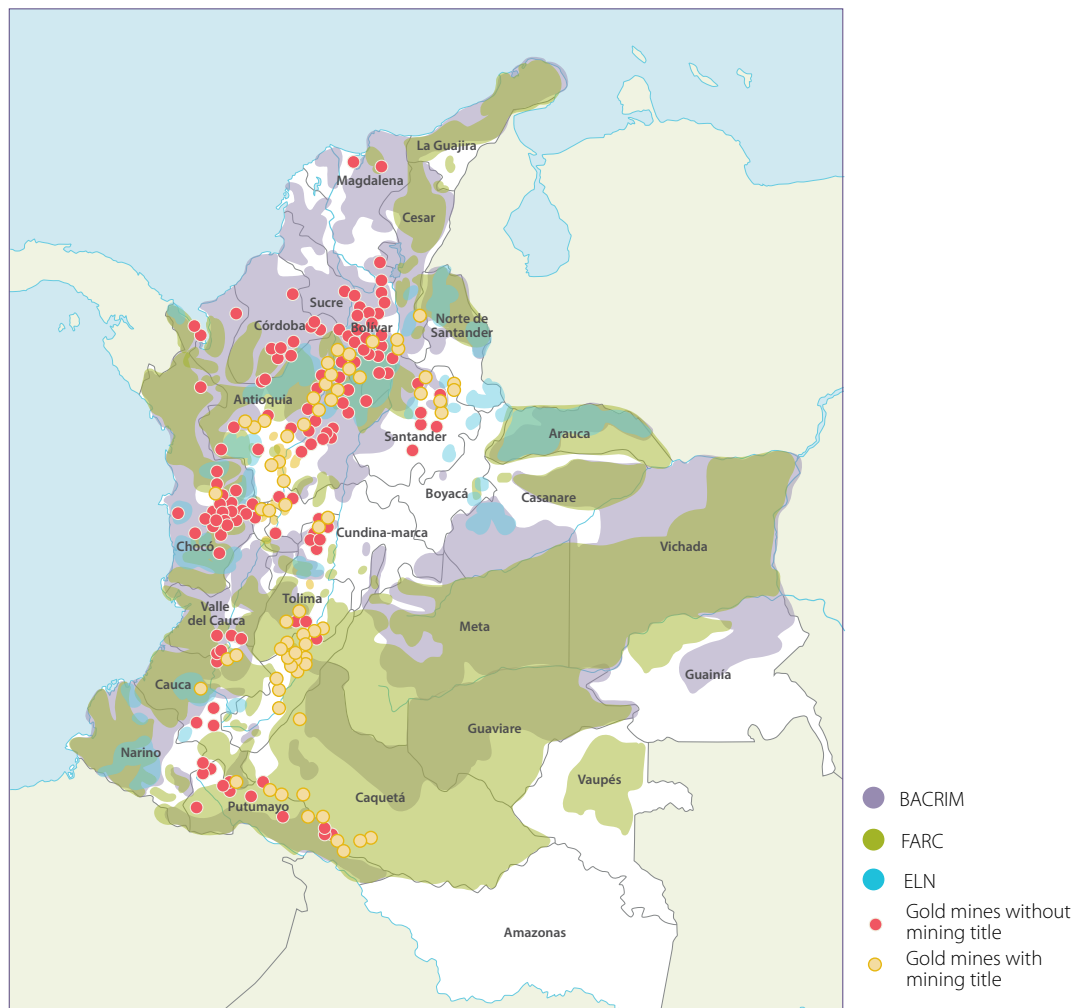 La Guajira
Magdalena
Cesar
Sucre
Córdoba
Bolívar
Norte de
Santander
Antioquia
Santander
Arauca
Boyacá
Casanare
Cundina-marca
Chocó
Vichada
Tolima
Valle
del Cauca
Meta
Guainía
Cauca
Guaviare
Narino
Vaupés
Putumayo
Caquetá
Amazonas
BACRIM
FARC
ELN
Gold mines without
mining title
Gold mines with
mining title